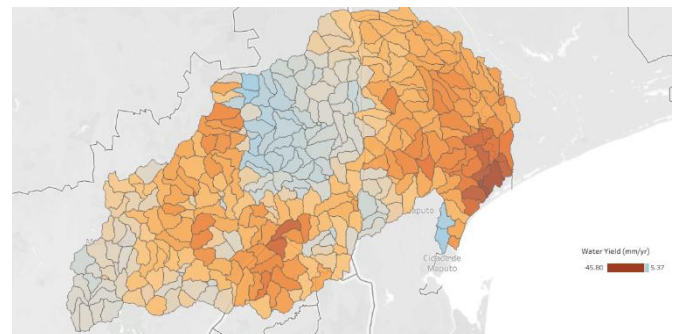 aputo
Cidade de
Maputo
Water Yield (mm/yr)
-45.80 5.37